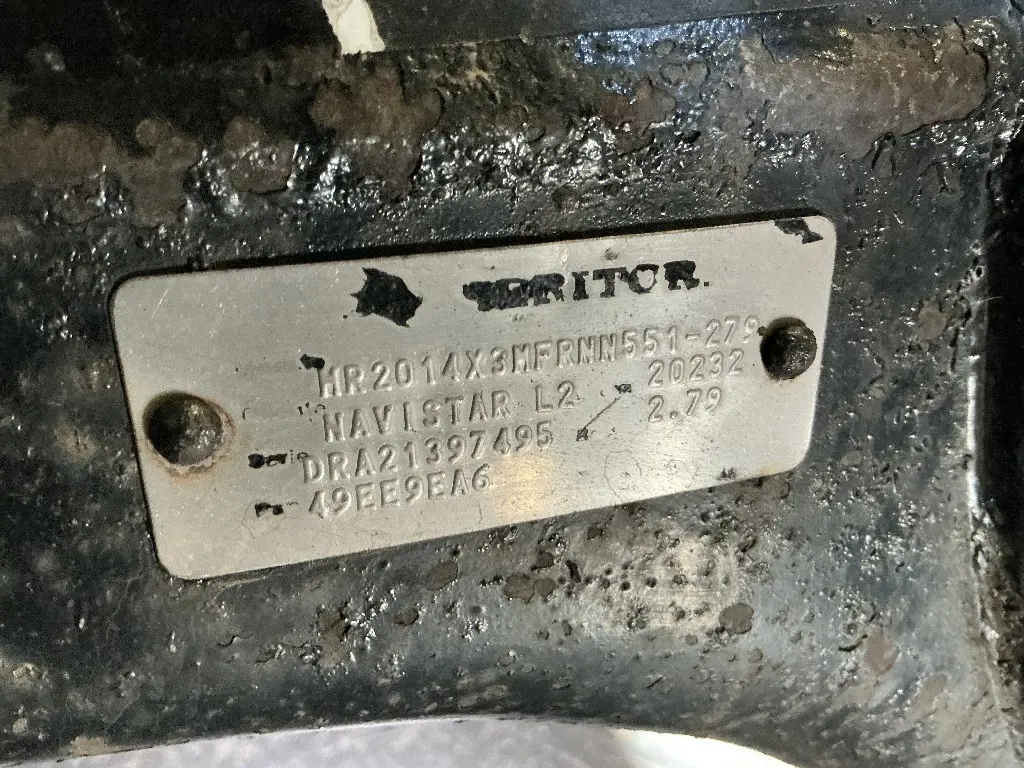 MERITOR.
MR2014X3MFRNN551-279
NAVISTAR L2 20232
DRA21397495 2.79
49EE9EA6